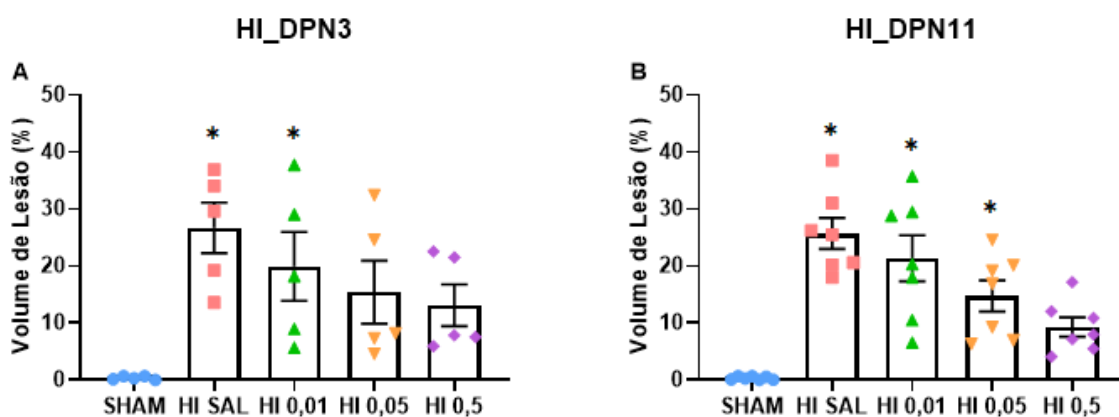 HI_DPN3
A
Volume de Lesão (%)
50
40
30
20
10
0
* *
SHAM HI SAL HI 0,01 HI 0,05 HI 0,5
HI_DPN11
B
Volume de Lesão (%)
50
40
30
20
10
0
* * *
SHAM HI SAL HI 0,01 HI 0,05 HI 0,5